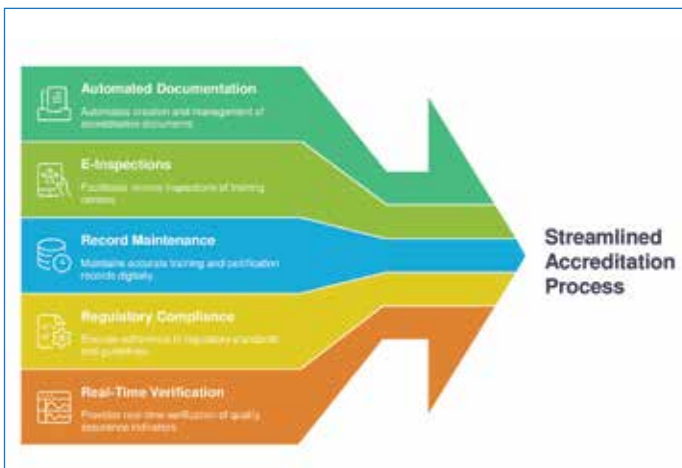 Automated Documentation
Automates creation and management of
accreditation documents
E-Inspections
Facilitates remote inspections of training
centers
Record Maintenance
Maintains accurate training and certification
records digitally
Regulatory Compliance
Ensures adherence to regulatory standards
and guidelines
Real-Time Verification
Provides real-time verification of quality
assurance indicators
Streamlined
Accreditation
Process